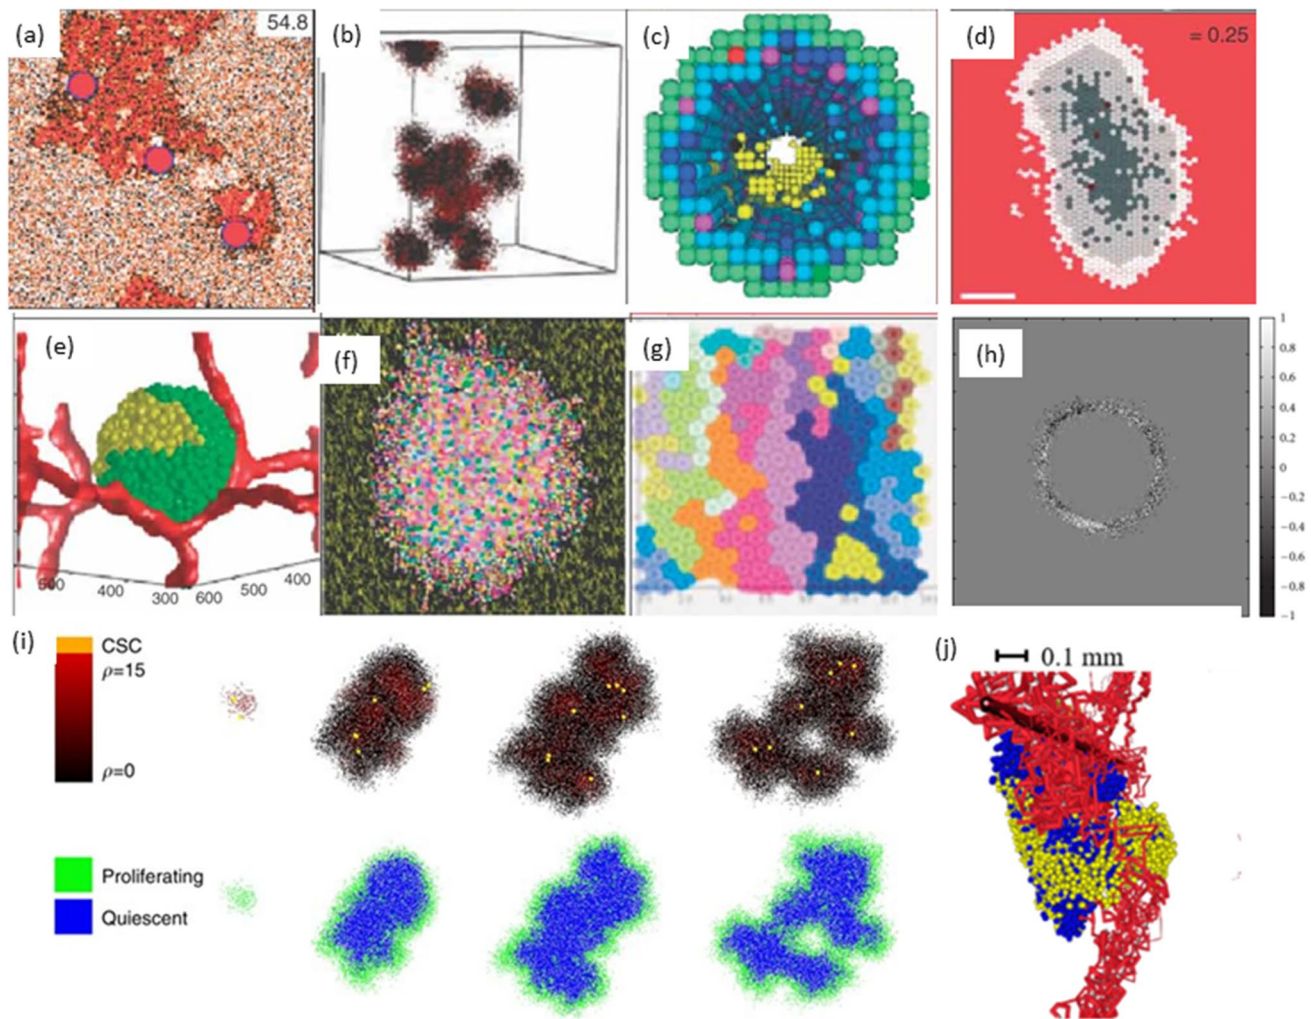 (a)
54.8
(b)
(c)
(d)
= 0.25
(e)
500
400
300
600
500
400
(f)
(g)
(h)
1
0.8
0.6
0.4
0.2
0
−0.2
−0.4
−0.6
−0.8
−1
(i)
CSC
ρ=15
ρ=0
Proliferating
Quiescent
(j)
0.1 mm